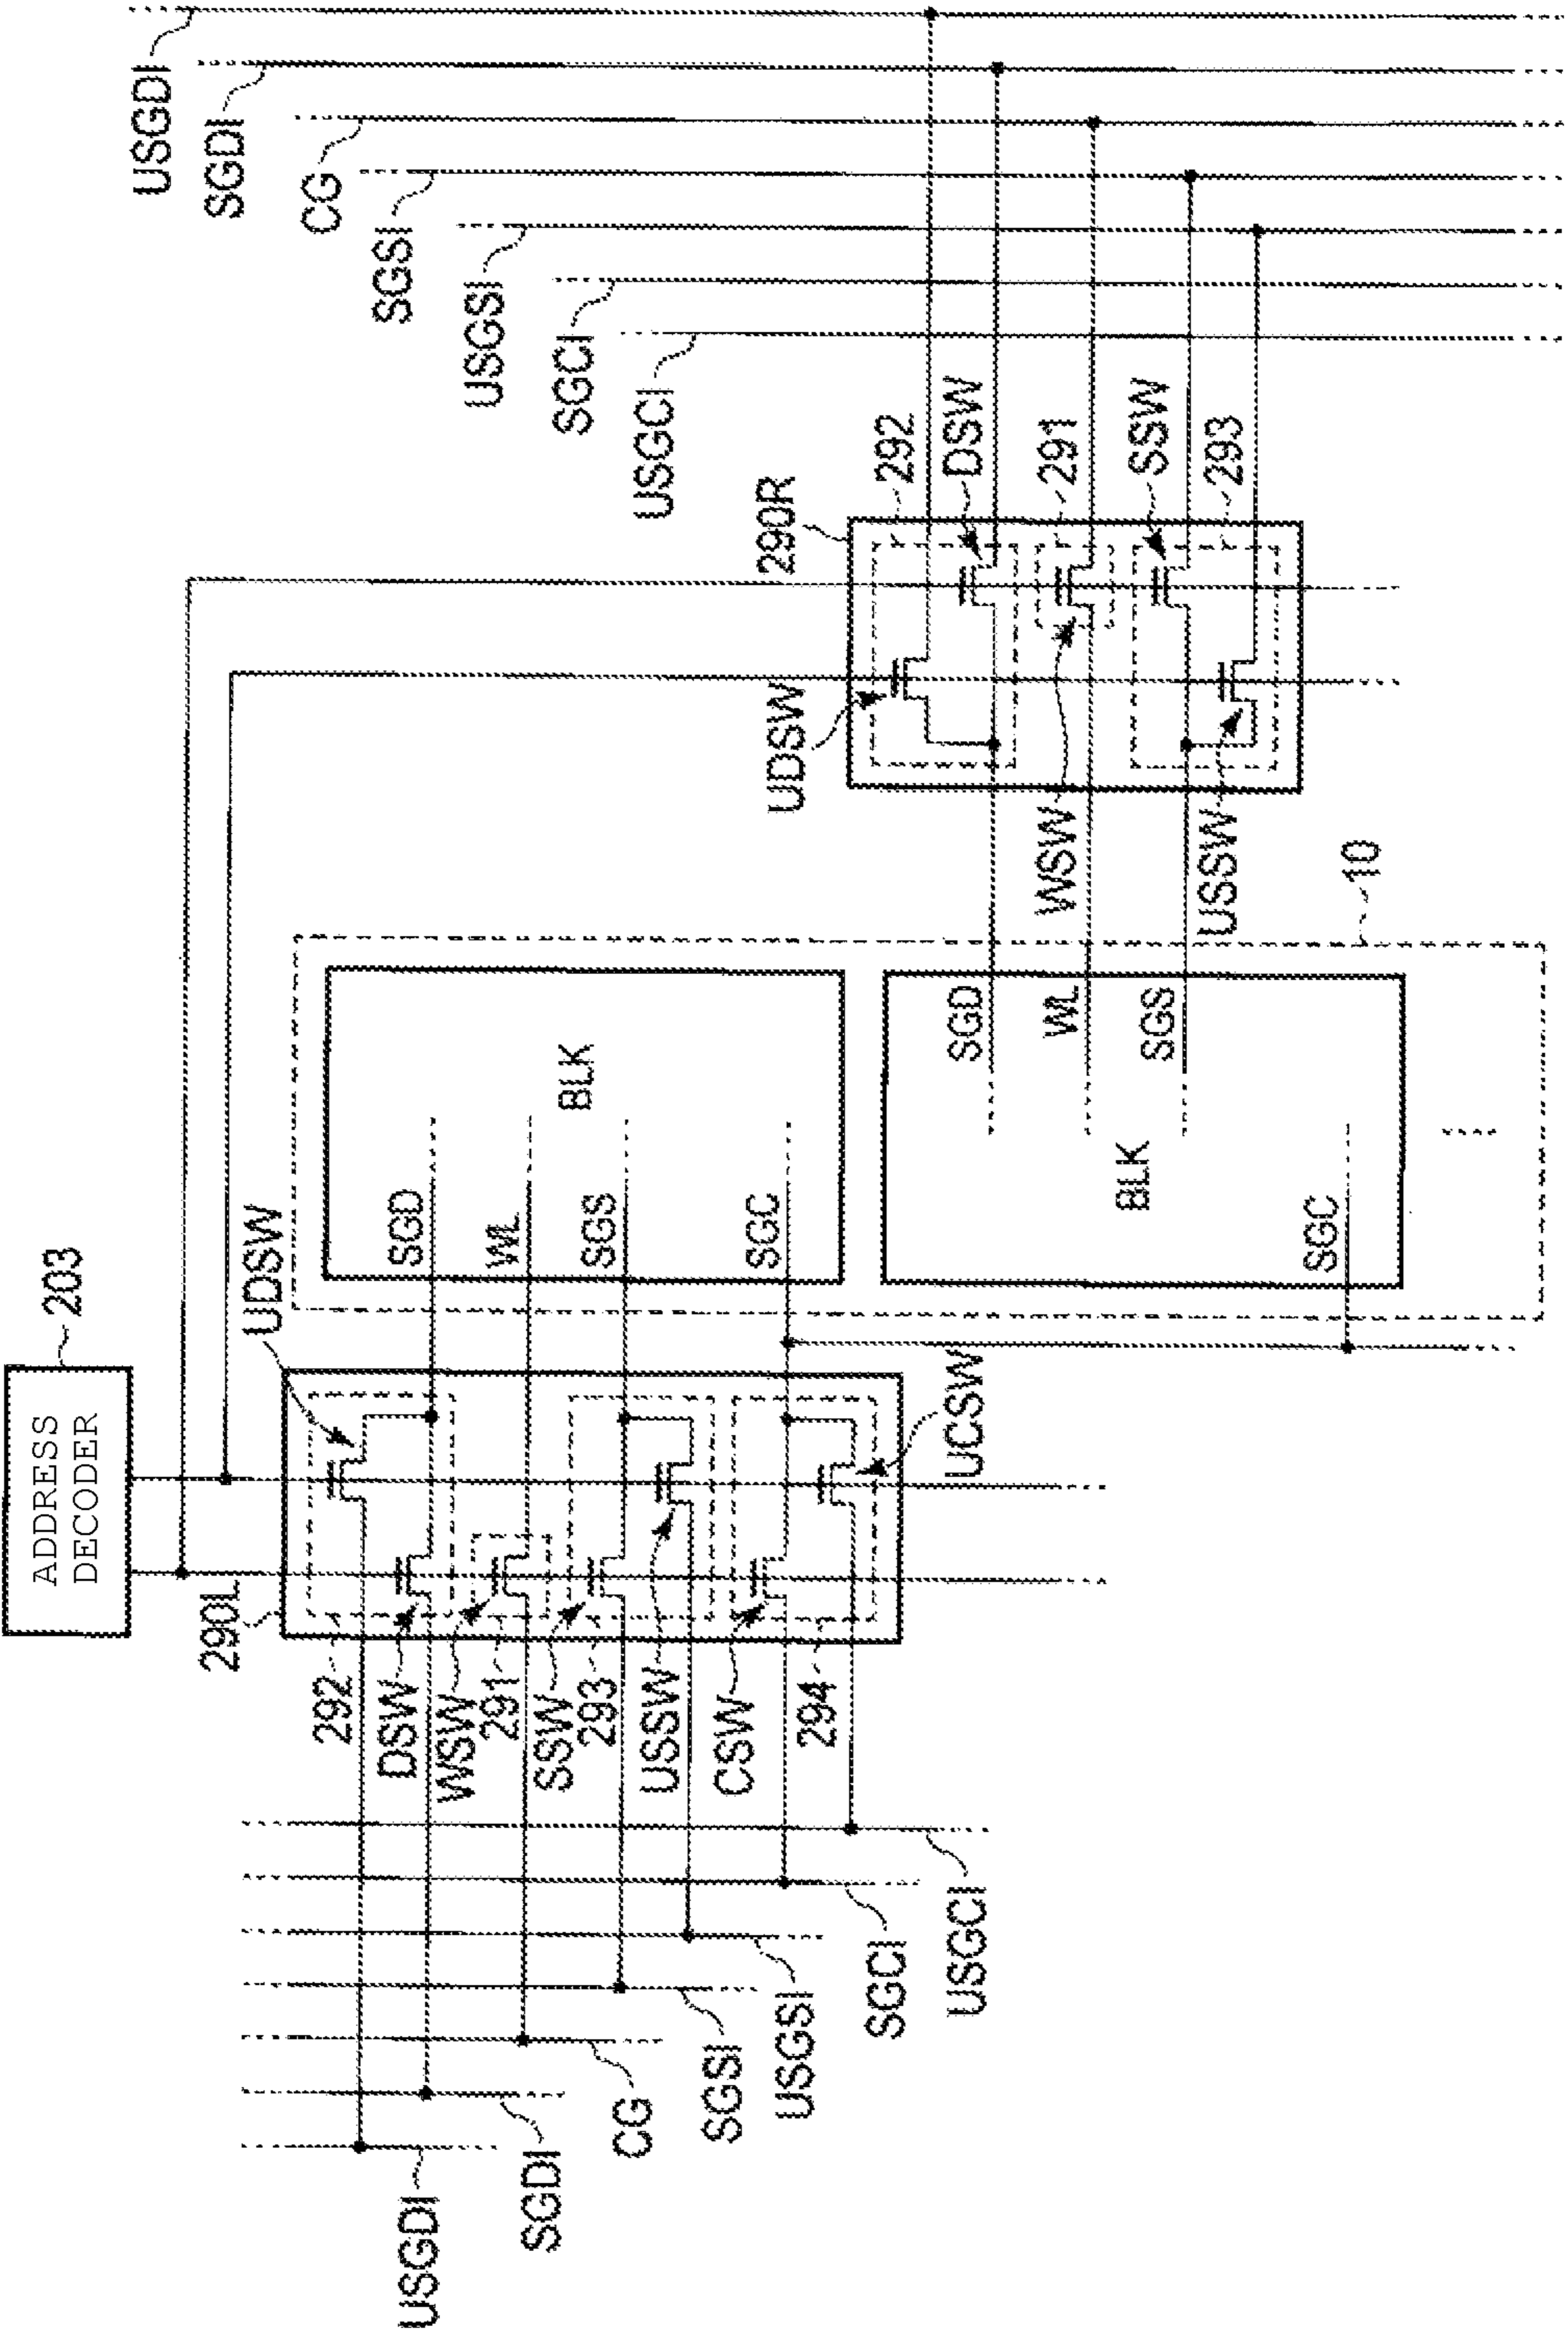 ADDRESS
DECODER
203
290L
292
DSW
WSW
291
SSW
293
USSW
CSW
294
UDSW
UCSW
USGDI
SGDI
CG
SGSI
USGSI
SGCI
USGCI
SGD
WL
SGS
SGC
BLK
SGD
WL
SGS
BLK
SGC
10
290R
292
DSW
291
SSW
293
UDSW
WSW
USSW
USGDI
SGDI
CG
SGSI
USGSI
SGCI
USGCI